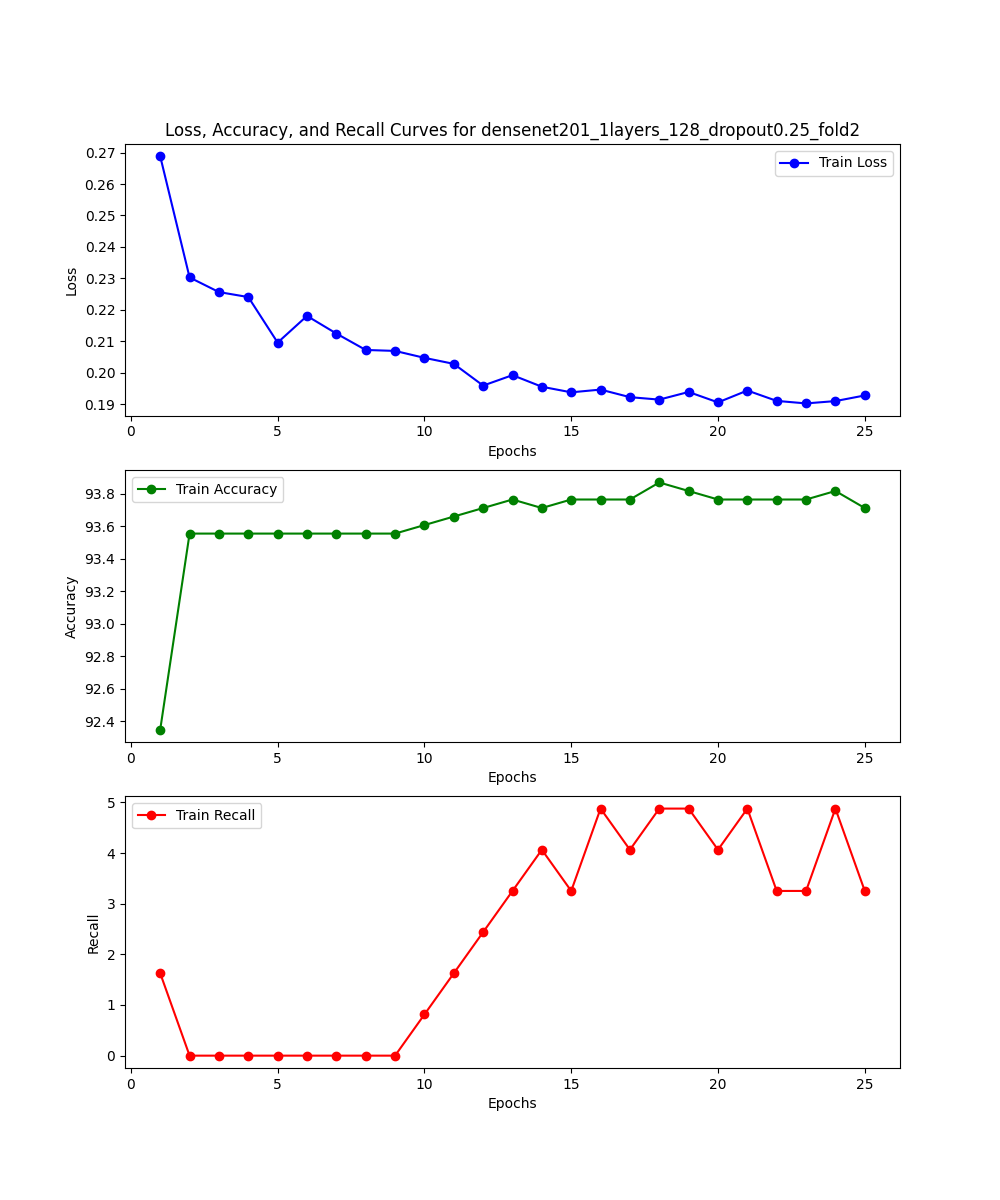 Loss, Accuracy, and Recall Curves for densenet201_1layers_128_dropout0.25_fold2
Train Loss
0.27
0.26
0.25
0.24
0.23
0.22
0.21
0.20
0.19
Loss
0 5 10 15 20 25
Epochs
Train Accuracy
93.8
93.6
93.4
93.2
93.0
92.8
92.6
92.4
Accuracy
0 5 10 15 20 25
Epochs
Train Recall
5
4
3
2
1
0
Recall
0 5 10 15 20 25
Epochs